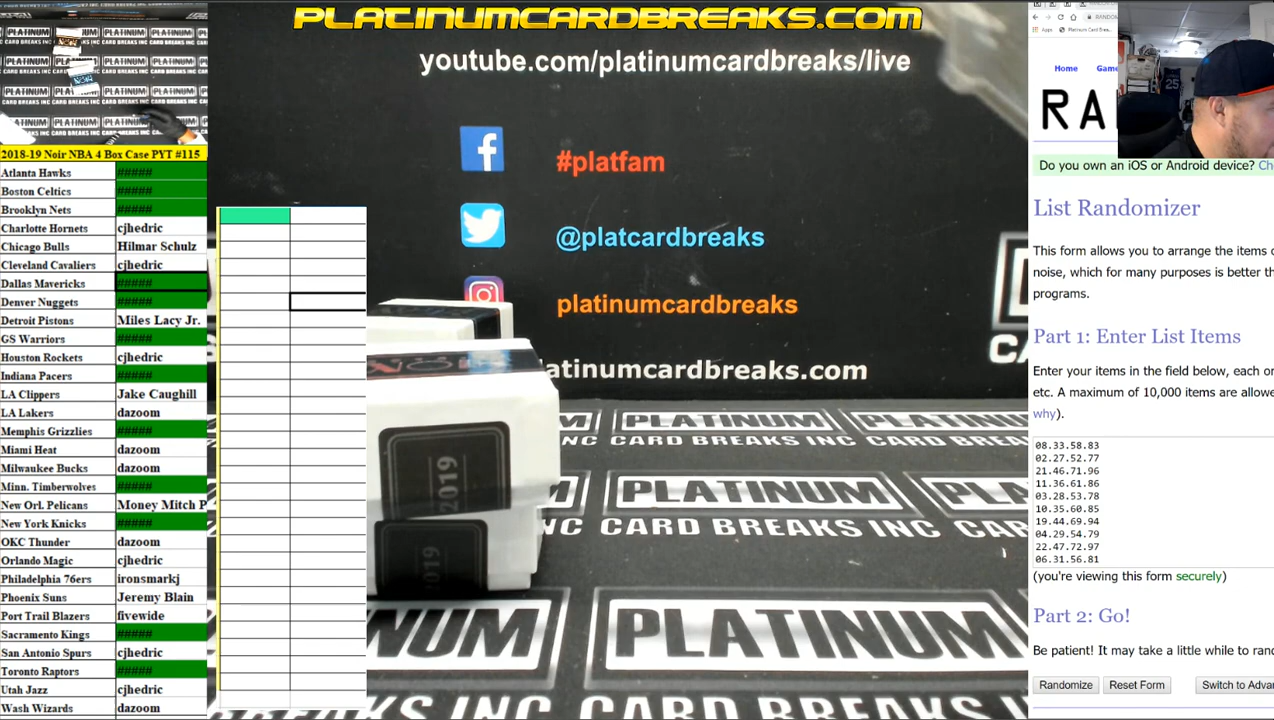 PLATINUMCARDBREAKS.COM
youtube.com/platinumcardbreaks/live
#platfam
@platcardbreaks
platinumcardbreaks
latinumcardbreaks.com
2018-19 Noir NBA 4 Box Case PYT #115
Atlanta Hawks #####
Boston Celtics #####
Brooklyn Nets #####
Charlotte Hornets cjhedric
Chicago Bulls Hilmar Schulz
Cleveland Cavaliers cjhedric
Dallas Mavericks #####
Denver Nuggets #####
Detroit Pistons Miles Lacy Jr.
GS Warriors #####
Houston Rockets cjhedric
Indiana Pacers #####
LA Clippers Jake Caughill
LA Lakers dazoom
Memphis Grizzlies #####
Miami Heat dazoom
Milwaukee Bucks dazoom
Minn. Timberwolves #####
New Orl. Pelicans Money Mitch P
New York Knicks #####
OKC Thunder dazoom
Orlando Magic cjhedric
Philadelphia 76ers ironsmarkj
Phoenix Suns Jeremy Blain
Port Trail Blazers fivewide
Sacramento Kings #####
San Antonio Spurs cjhedric
Toronto Raptors #####
Utah Jazz cjhedric
Wash Wizards dazoom
2019
2019
PLATINUM
CARD BREAKS INC
Apps Platinum Card Brea...
Home Game
RA
Do you own an iOS or Android device? Ch
List Randomizer
This form allows you to arrange the items o
noise, which for many purposes is better th
programs.
Part 1: Enter List Items
Enter your items in the field below, each on
etc. A maximum of 10,000 items are allowe
why).
08.33.58.83
02.27.52.77
21.46.71.96
11.36.61.86
03.28.53.78
10.35.60.85
19.44.69.94
04.29.54.79
22.47.72.97
06.31.56.81
(you're viewing this form securely)
Part 2: Go!
Be patient! It may take a little while to rand
Randomize Reset Form Switch to Advan